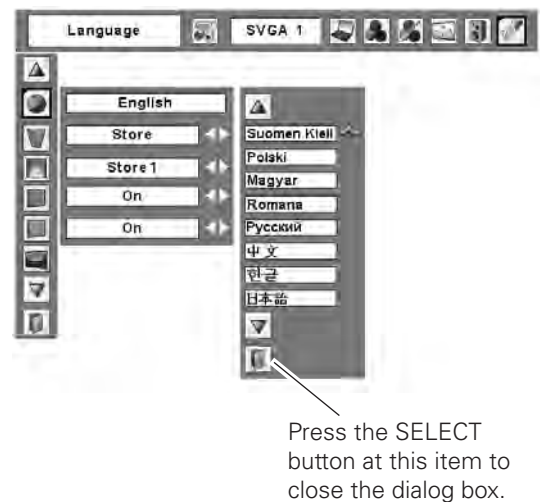 Language
SVGA 1
English
Store
Store 1
On
On
Suomen Kieli
Polski
Magyar
Romana
Русский
中文
한글
日本語
Press the SELECT
button at this item to
close the dialog box.